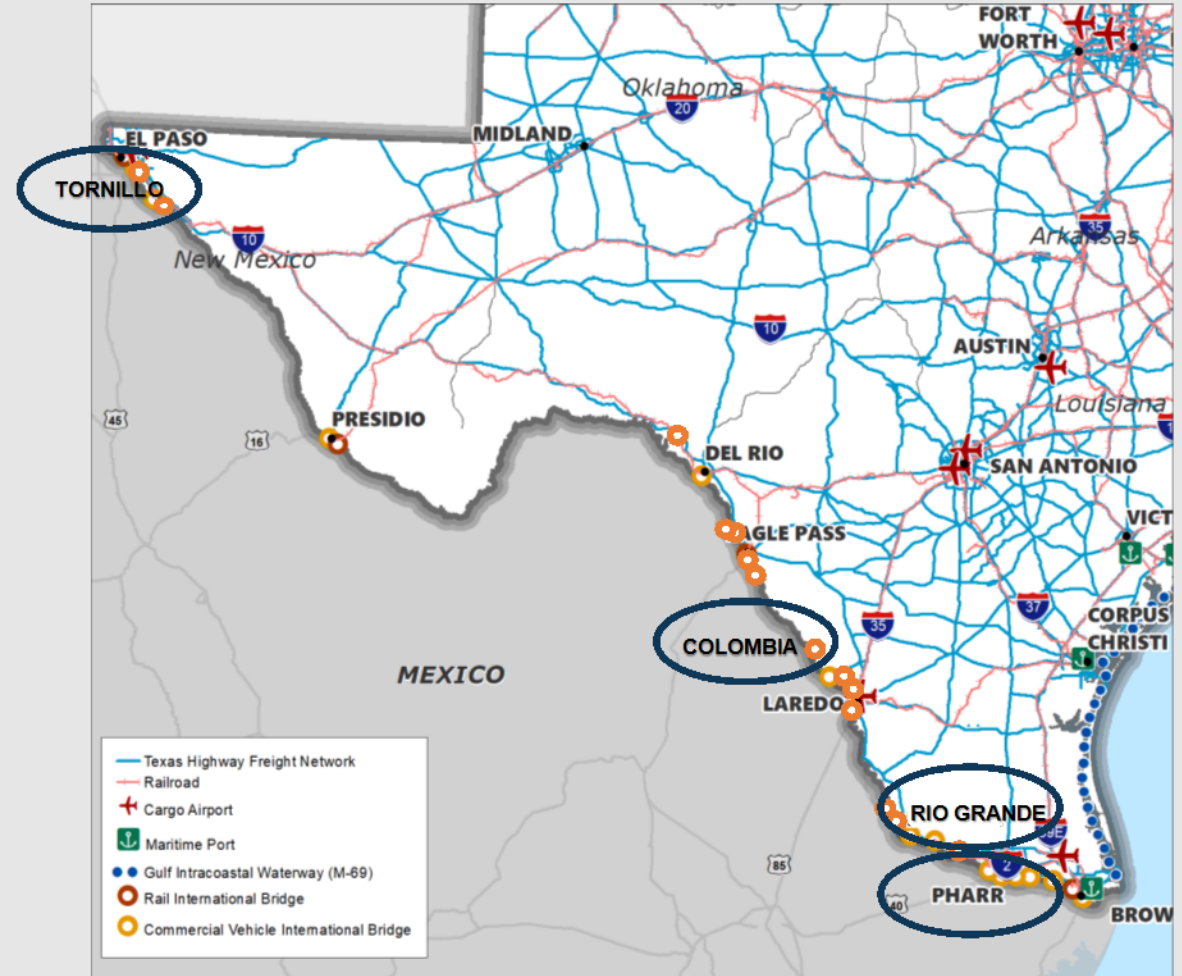 FORT
WORTH
Oklahoma
20
MIDLAND
EL PASO
TORNILLO
10
New Mexico
35
Arkansas
10
AUSTIN
Louisiana
1
45
16
PRESIDIO
DEL RIO
SAN ANTONIO
VICT
AGLE PASS
37
35
CORPUS
CHRISTI
COLOMBIA
MEXICO
LAREDO
RIO GRANDE
69E
2
85
PHARR
40
BROW
Texas Highway Freight Network
Railroad
Cargo Airport
Maritime Port
Gulf Intracoastal Waterway (M-69)
Rail International Bridge
Commercial Vehicle International Bridge